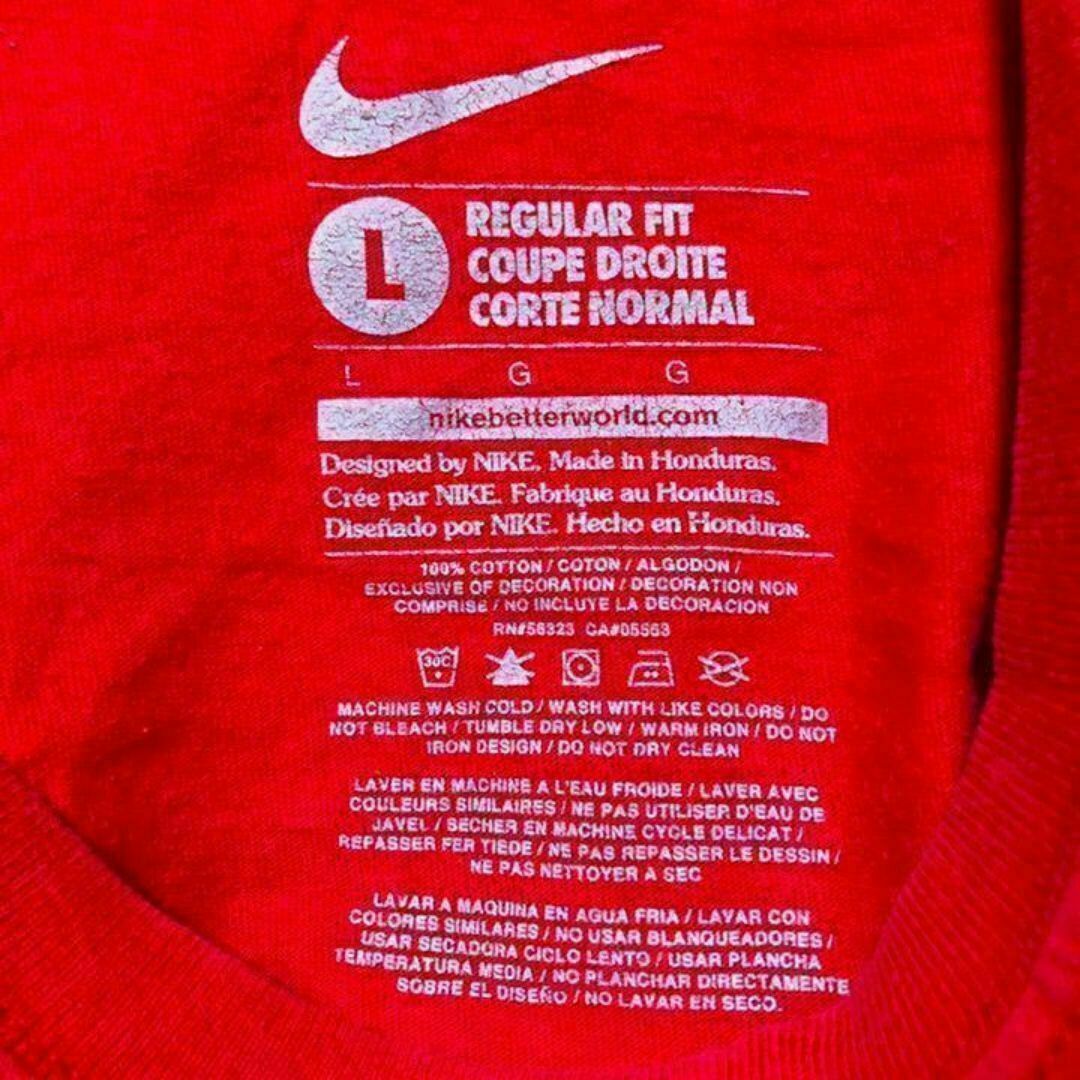 L
REGULAR FIT
COUPE DROITE
CORTE NORMAL
L G G
nikebetterworld.com
Designed by NIKE. Made in Honduras.
Crée par NIKE. Fabrique au Honduras.
Diseñado por NIKE. Hecho en Honduras.
100% COTTON / COTON / ALGODON /
EXCLUSIVE OF DECORATION / DECORATION NON
COMPRISE / NO INCLUYE LA DECORACION
RN#56323 CA#05553
30C
MACHINE WASH COLD / WASH WITH LIKE COLORS / DO
NOT BLEACH / TUMBLE DRY LOW / WARM IRON / DO NOT
IRON DESIGN / DO NOT DRY CLEAN
LAVER EN MACHINE A L'EAU FROIDE / LAVER AVEC
COULEURS SIMILAIRES / NE PAS UTILISER D'EAU DE
JAVEL / SECHER EN MACHINE CYCLE DELICAT /
REPASSER FER TIEDE / NE PAS REPASSER LE DESSIN /
NE PAS NETTOYER A SEC
LAVAR A MAQUINA EN AGUA FRIA / LAVAR CON
COLORES SIMILARES / NO USAR BLANQUEADORES /
USAR SECADORA CICLO LENTO / USAR PLANCHA
TEMPERATURA MEDIA / NO PLANCHAR DIRECTAMENTE
SOBRE EL DISEÑO / NO LAVAR EN SECO.